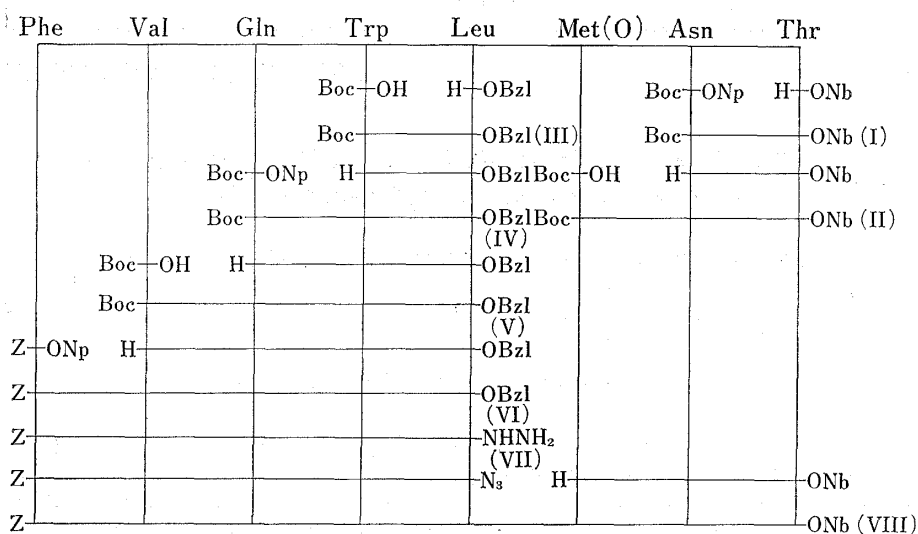 Phe Val Gln Trp Leu Met(O) Asn Thr
Boc OH H OBzl Boc ONp H ONb
Boc OBzl(III) Boc ONb (I)
Boc ONp H OBzl Boc OH H ONb
Boc OBzl Boc ONb (II)
(IV)
Boc OH H OBzl
Boc OBzl
(V)
Z ONp H OBzl
Z OBzl
(VI)
Z NHNH₂
(VII)
Z N₃ H ONb
Z ONb (VIII)